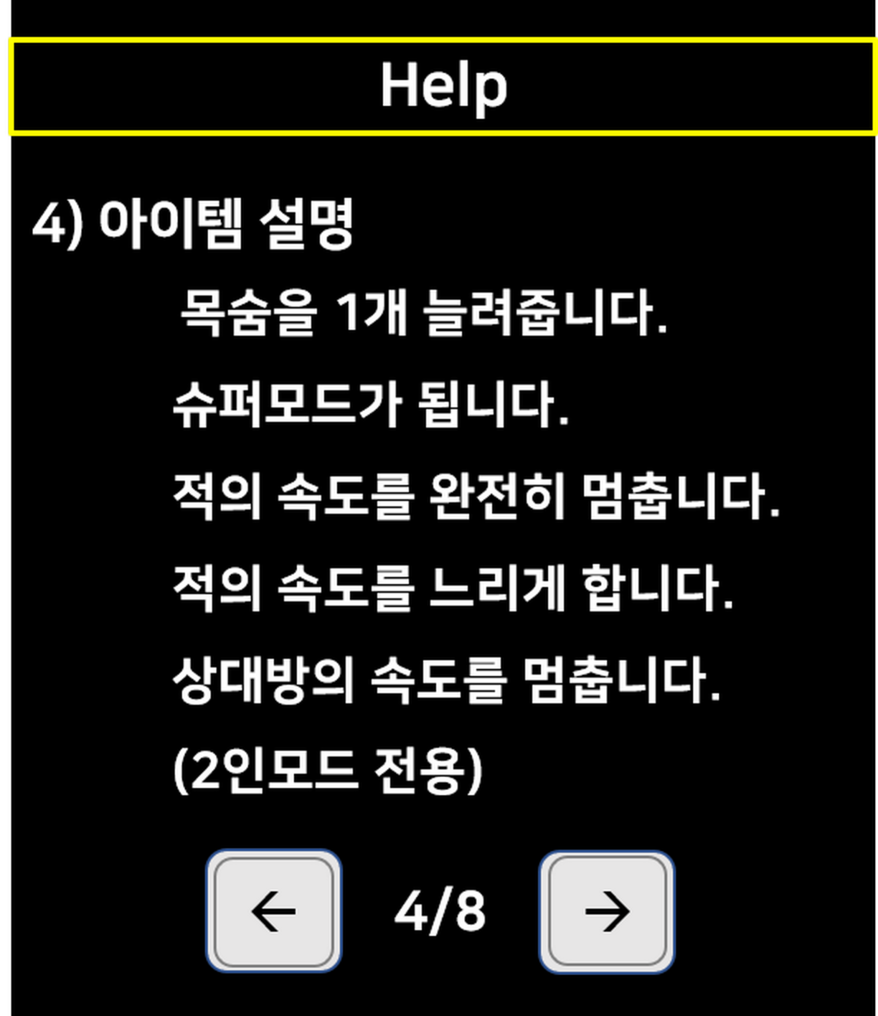 Help
4) 아이템 설명
목숨을 1개 늘려줍니다.
슈퍼모드가 됩니다.
적의 속도를 완전히 멈춥니다.
적의 속도를 느리게 합니다.
상대방의 속도를 멈춥니다.
(2인모드 전용)
← 4/8 →